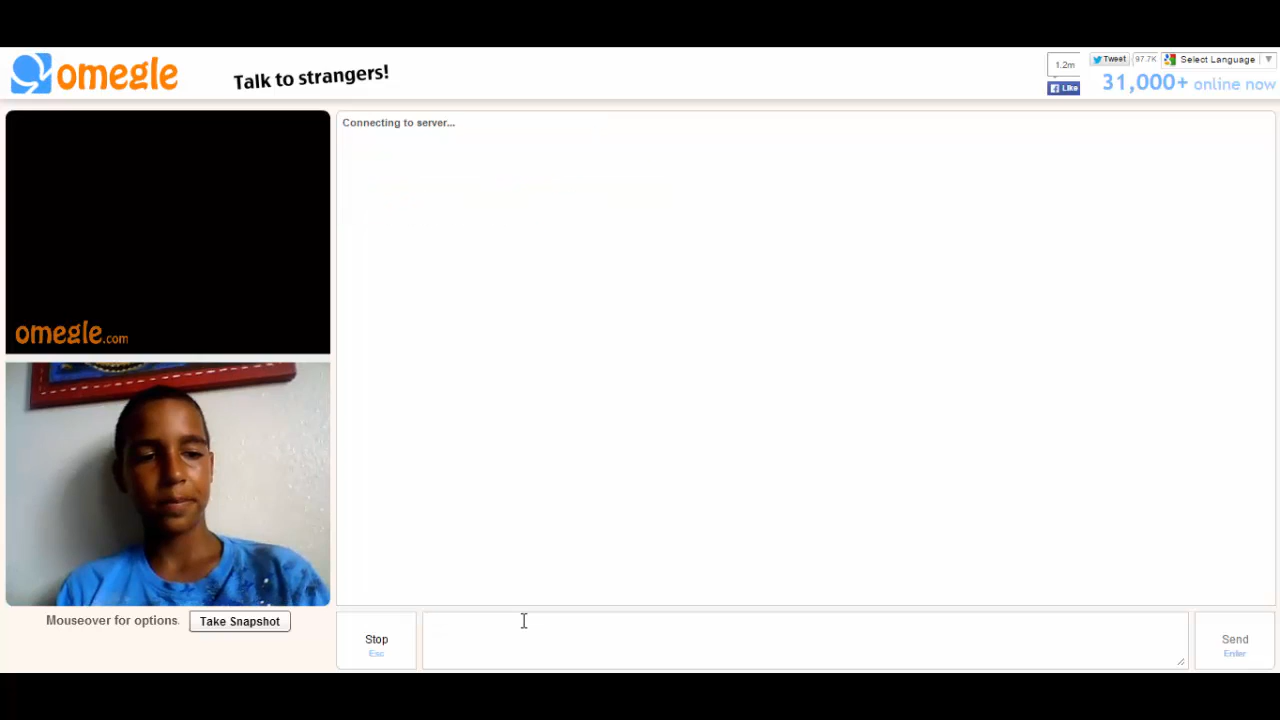 omegle
Talk to strangers!
1.2m
Like
Tweet
97.7K
Select Language
31,000+ online now
Connecting to server...
omegle.com
Mouseover for options.
Take Snapshot
Stop
Esc
Send
Enter